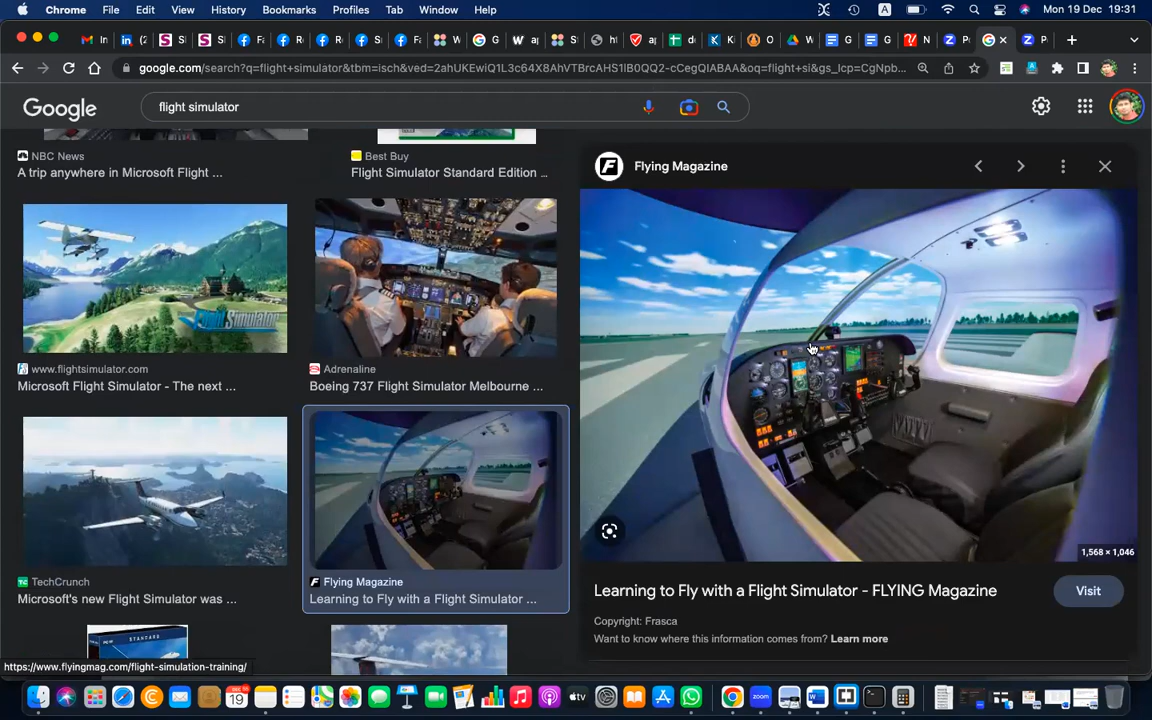 Chrome File Edit View History Bookmarks Profiles Tab Window Help A Mon 19 Dec 19:31
google.com/search?q=flight+simulator&tbm=isch&ved=2ahUKEwiQ1L3c64X8AhVTBrcAHS1IB0QQ2-cCegQIABAA&oq=flight+si&gs_lcp=CgNpb...
Google flight simulator
NBC News
A trip anywhere in Microsoft Flight ...
Best Buy
Flight Simulator Standard Edition ...
Flying Magazine
www.flightsimulator.com
Microsoft Flight Simulator - The next ...
Adrenaline
Boeing 737 Flight Simulator Melbourne ...
TechCrunch
Microsoft's new Flight Simulator was ...
Flying Magazine
Learning to Fly with a Flight Simulator ...
1,568 × 1,046
Learning to Fly with a Flight Simulator - FLYING Magazine
Visit
Copyright: Frasca
Want to know where this information comes from? Learn more
STANDARD
https://www.flyingmag.com/flight-simulation-training/
zoom
tv